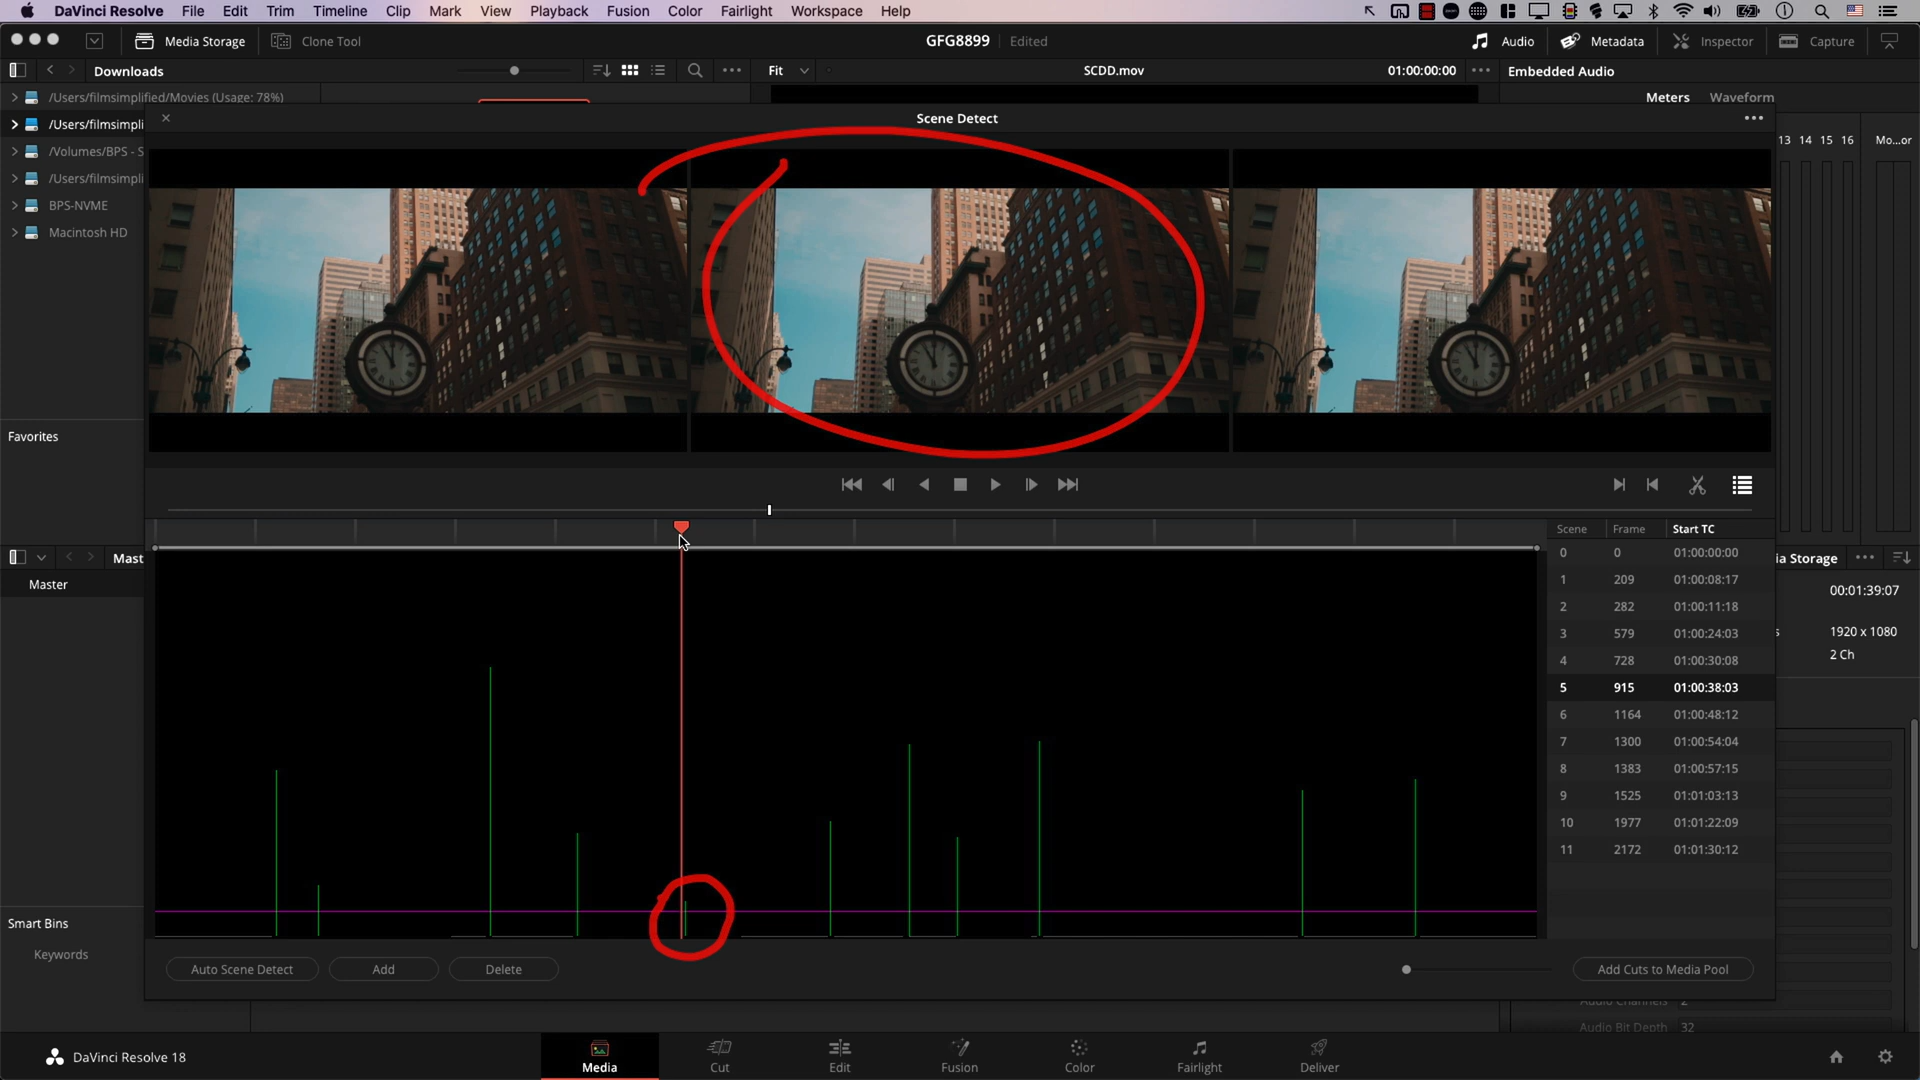 DaVinci Resolve File Edit Trim Timeline Clip Mark View Playback Fusion Color Fairlight Workspace Help
Media Storage Clone Tool GFG8899 Edited Audio Metadata Inspector Capture
Downloads Fit SCDD.mov 01:00:00:00 Embedded Audio
/Users/filmsimplified/Movies (Usage: 78%) Meters Waveform
/Users/filmsimpli
Scene Detect
/Volumes/BPS - S
/Users/filmsimpli
BPS-NVME
Macintosh HD
13 14 15 16 Mo...or
Favorites
Scene Frame Start TC
0 0 01:00:00:00
1 209 01:00:08:17
2 282 01:00:11:18
3 579 01:00:24:03
4 728 01:00:30:08
5 915 01:00:38:03
6 1164 01:00:48:12
7 1300 01:00:54:04
8 1383 01:00:57:15
9 1525 01:01:03:13
10 1977 01:01:22:09
11 2172 01:01:30:12
Mast
Master
ia Storage
00:01:39:07
s 1920 x 1080
2 Ch
Smart Bins
Keywords
Auto Scene Detect Add Delete Add Cuts to Media Pool
Audio Channels 2
Audio Bit Depth 32
DaVinci Resolve 18
Media Cut Edit Fusion Color Fairlight Deliver